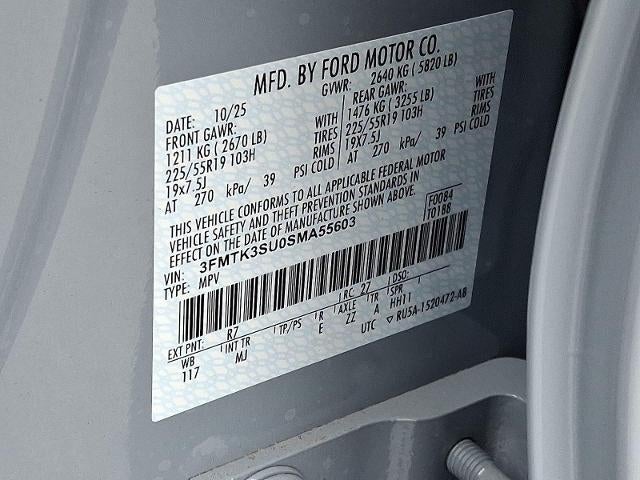 MFD. BY FORD MOTOR CO.
DATE: 10/25 GVWR: 2640 KG ( 5820 LB)
FRONT GAWR: WITH REAR GAWR: WITH
1211 KG ( 2670 LB) TIRES 1476 KG ( 3255 LB) TIRES
225/55R19 103H RIMS 225/55R19 103H RIMS
19x7.5J PSI COLD 19x7.5J PSI COLD
AT 270 kPa/ 39 AT 270 kPa/ 39
THIS VEHICLE CONFORMS TO ALL APPLICABLE FEDERAL MOTOR
VEHICLE SAFETY AND THEFT PREVENTION STANDARDS IN
EFFECT ON THE DATE OF MANUFACTURE SHOWN ABOVE.
F0084
T01BB
VIN: 3FMTK3SU0SMA55603
TYPE: MPV
EXT PNT: R7 RC: 27 DSO:
WB INT TR TP/PS R AXLE TR SPR
117 MJ E ZZ A HH11
UTC RU5A-1520472-AB